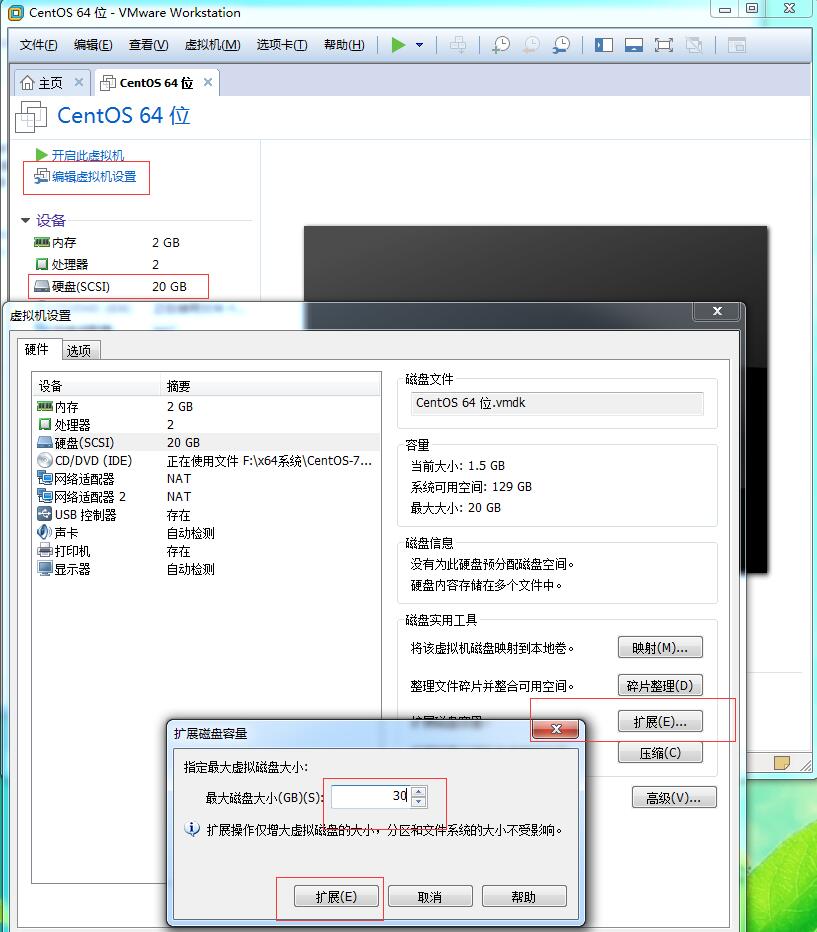 CentOS 64 位 - VMware Workstation
文件(F) 编辑(E) 查看(V) 虚拟机(M) 选项卡(T) 帮助(H)
主页 CentOS 64 位
CentOS 64 位
开启此虚拟机
编辑虚拟机设置
设备
内存 2 GB
处理器 2
硬盘(SCSI) 20 GB
虚拟机设置
硬件 选项
设备 摘要
内存 2 GB
处理器 2
硬盘(SCSI) 20 GB
CD/DVD (IDE) 正在使用文件 F:\x64系统\CentOS-7...
网络适配器 NAT
网络适配器 2 NAT
USB 控制器 存在
声卡 自动检测
打印机 存在
显示器 自动检测
磁盘文件
CentOS 64 位.vmdk
容量
当前大小: 1.5 GB
系统可用空间: 129 GB
最大大小: 20 GB
磁盘信息
没有为此硬盘预分配磁盘空间。
硬盘内容存储在多个文件中。
磁盘实用工具
将该虚拟机磁盘映射到本地卷。 映射(M)...
整理文件碎片并整合可用空间。 碎片整理(D)
扩展(E)...
压缩(C)
高级(V)...
扩展磁盘容量
指定最大虚拟磁盘大小:
最大磁盘大小(GB)(S): 30
扩展操作仅增大虚拟磁盘的大小，分区和文件系统的大小不受影响。
扩展(E) 取消 帮助